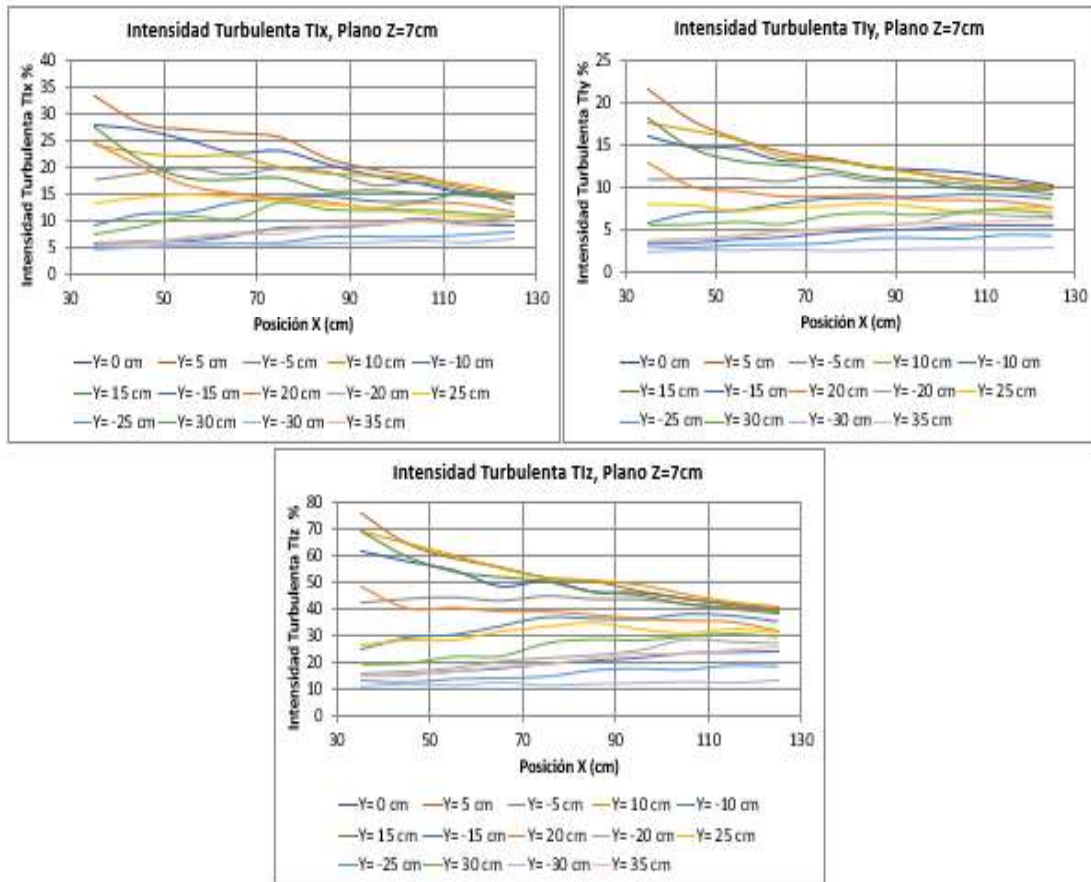 Intensidad Turbulenta TIx, Plano Z=7cm
Intensidad Turbulenta TIx %
40
35
30
25
20
15
10
5
0
30 50 70 90 110 130
Posición X (cm)
Y= 0 cm Y= 5 cm Y= -5 cm Y= 10 cm Y= -10 cm
Y= 15 cm Y= -15 cm Y= 20 cm Y= -20 cm Y= 25 cm
Y= -25 cm Y= 30 cm Y= -30 cm Y= 35 cm
Intensidad Turbulenta TIy, Plano Z=7cm
Intensidad Turbulenta TIy %
25
20
15
10
5
0
30 50 70 90 110 130
Posición X (cm)
Y= 0 cm Y= 5 cm Y= -5 cm Y= 10 cm Y= -10 cm
Y= 15 cm Y= -15 cm Y= 20 cm Y= -20 cm Y= 25 cm
Y= -25 cm Y= 30 cm Y= -30 cm Y= 35 cm
Intensidad Turbulenta TIz, Plano Z=7cm
Intensidad Turbulenta TIz %
80
70
60
50
40
30
20
10
0
30 50 70 90 110 130
Posición X (cm)
Y= 0 cm Y= 5 cm Y= -5 cm Y= 10 cm Y= -10 cm
Y= 15 cm Y= -15 cm Y= 20 cm Y= -20 cm Y= 25 cm
Y= -25 cm Y= 30 cm Y= -30 cm Y= 35 cm